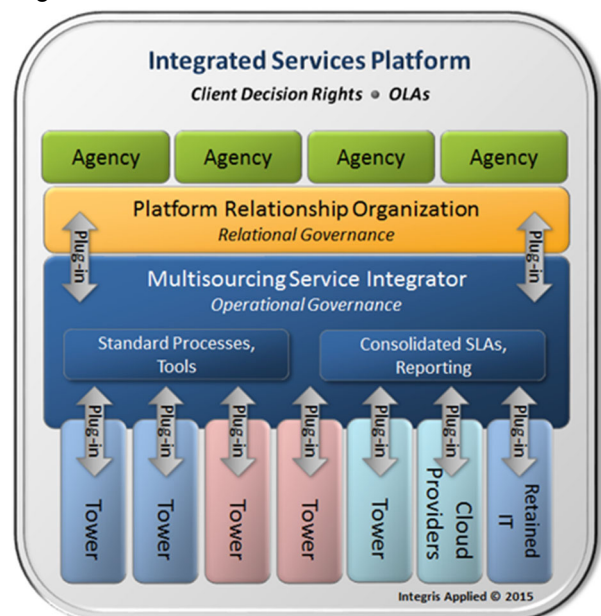 Integrated Services Platform
Client Decision Rights • OLAs
Agency
Agency
Agency
Agency
Platform Relationship Organization
Relational Governance
Plug-in
Plug-in
Multisourcing Service Integrator
Operational Governance
Standard Processes,
Tools
Consolidated SLAs,
Reporting
Plug-in
Plug-in
Plug-in
Plug-in
Plug-in
Plug-in
Plug-in
Tower
Tower
Tower
Tower
Tower
Cloud
Providers
Retained
IT
Integris Applied © 2015